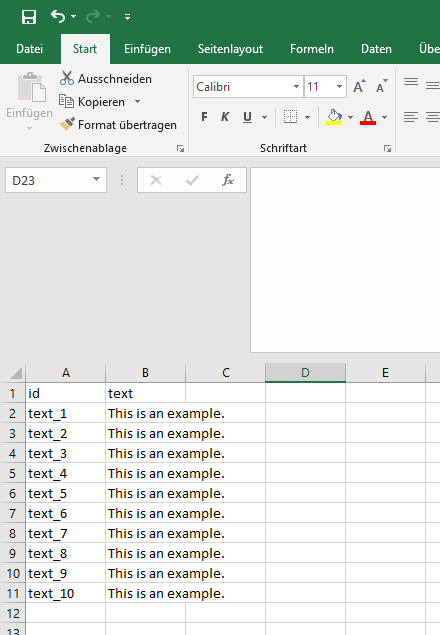 Datei Start Einfügen Seitenlayout Formeln Daten Übe
Ausschneiden
Kopieren
Format übertragen
Einfügen
Calibri 11
F K U A
Zwischenablage Schriftart
D23 fx
A B C D E
1 id text
2 text_1 This is an example.
3 text_2 This is an example.
4 text_3 This is an example.
5 text_4 This is an example.
6 text_5 This is an example.
7 text_6 This is an example.
8 text_7 This is an example.
9 text_8 This is an example.
10 text_9 This is an example.
11 text_10 This is an example.
12
13